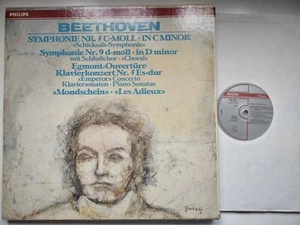 PHILIPS
BEETHOVEN
SYMPHONIE NR. 5 C-MOLL · IN C MINOR
«Schicksals-Symphonie»
Symphonie Nr. 9 d-moll · in D minor
mit Schlußchor · «Choral»
Egmont-Ouvertüre
Klavierkonzert Nr. 5 Es-dur
«Emperor» Concerto
Klaviersonaten · Piano Sonatas
«Mondschein» · «Les Adieux»
PHILIPS